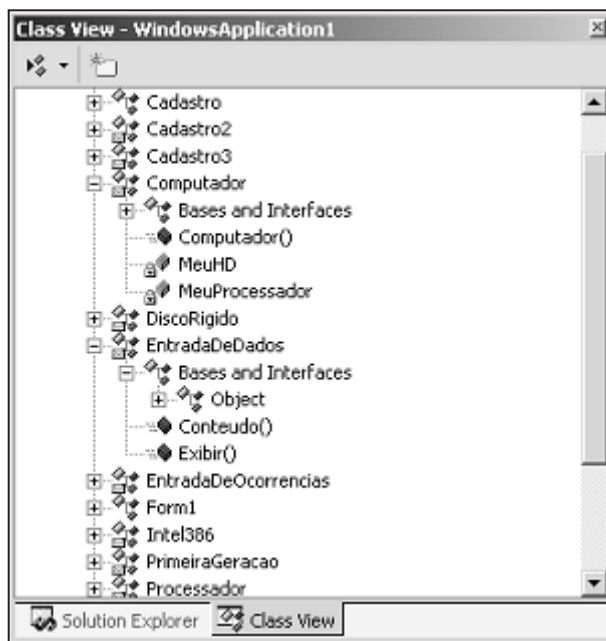 Class View - WindowsApplication1
Cadastro
Cadastro2
Cadastro3
Computador
Bases and Interfaces
Computador()
MeuHD
MeuProcessador
DiscoRigido
EntradaDeDados
Bases and Interfaces
Object
Conteudo()
Exibir()
EntradaDeOcorrencias
Form1
Intel386
PrimeiraGeracao
Processador
Solution Explorer Class View